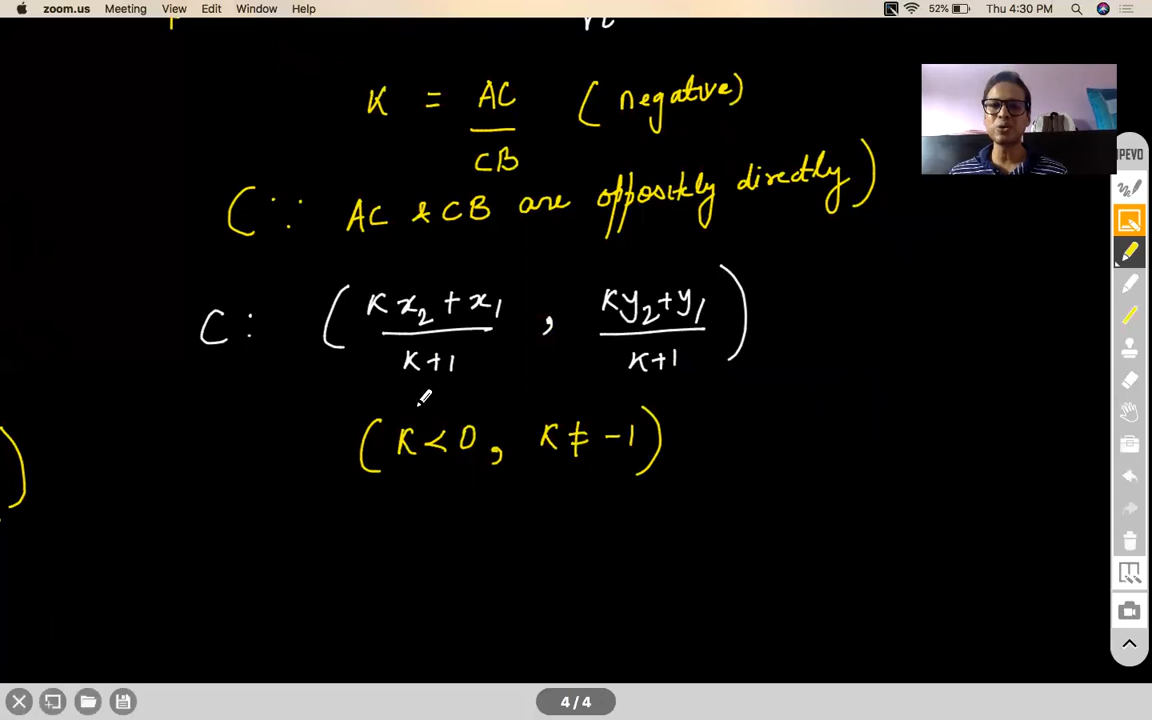 zoom.us Meeting View Edit Window Help 52% Thu 4:30 PM
n
K = AC/CB (negative)
(∵ AC & CB are oppositly directly)
IPEVO
C: ( (Kx₂+x₁)/(K+1) , (Ky₂+y₁)/(K+1) )
(K<0, K≠-1)
4/4